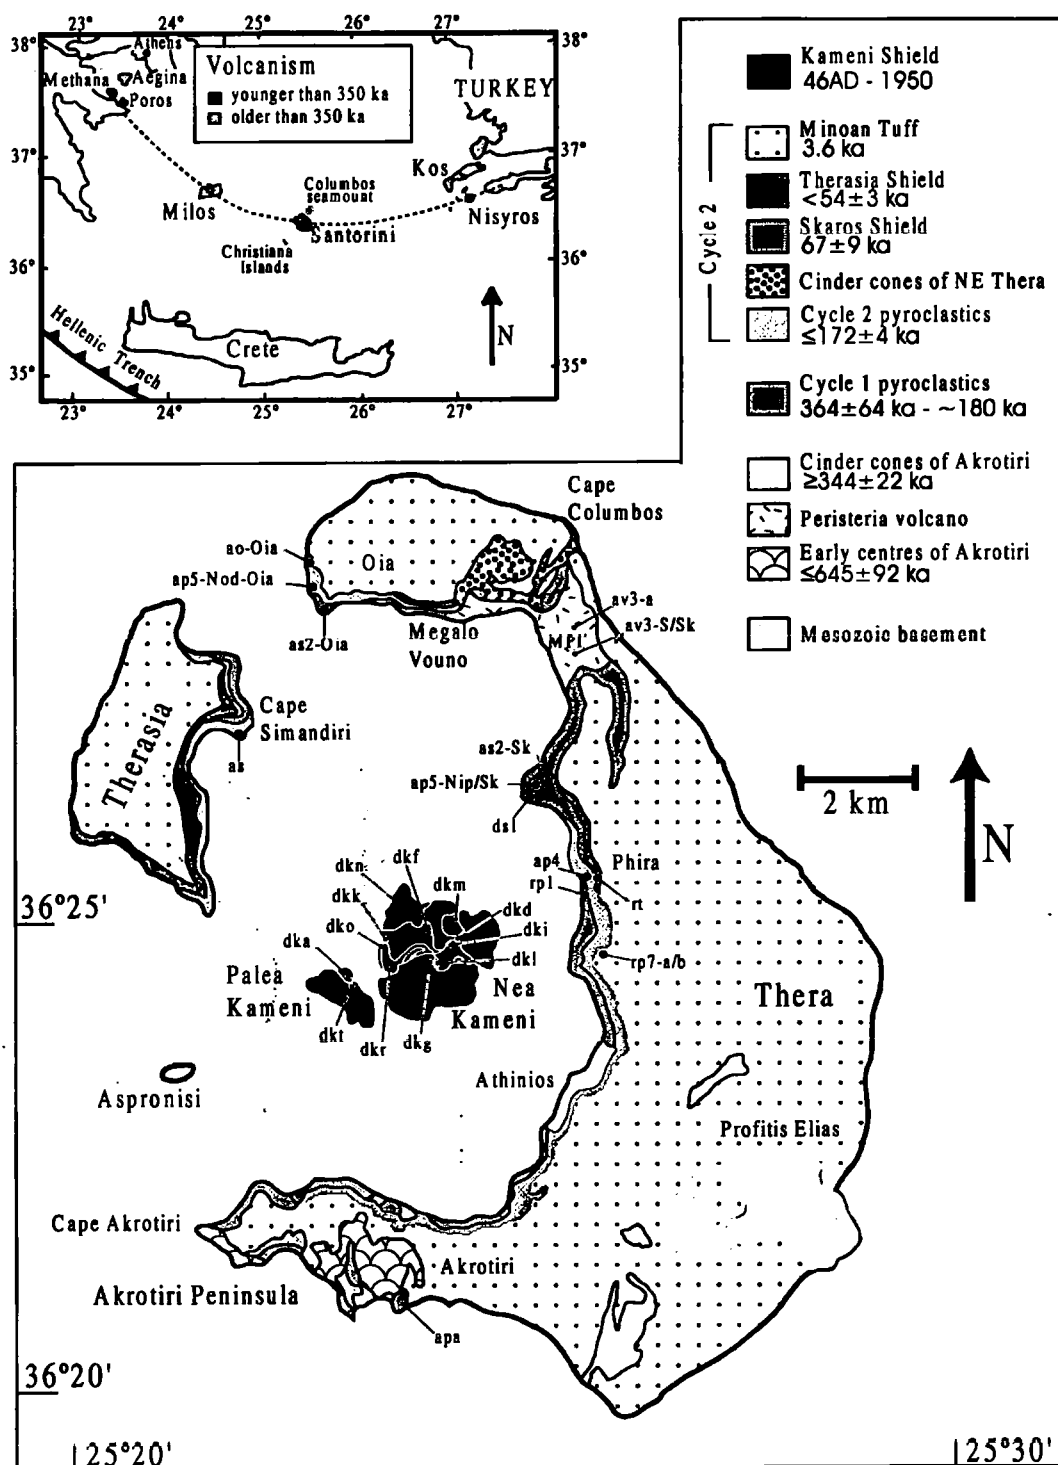 23°
24°
25°
26°
27°
38°
38°
Athens
Methana
Aegina
Poros
Volcanism
younger than 350 ka
older than 350 ka
TURKEY
37°
37°
Kos
Milos
Columbos
seamount
Santorini
Nisyros
Christiana
Islands
36°
36°
Hellenic Trench
Crete
N
35°
35°
23°
24°
25°
26°
27°
Kameni Shield
46AD - 1950
Cycle 2
Minoan Tuff
3.6 ka
Therasia Shield
<54±3 ka
Skaros Shield
67±9 ka
Cinder cones of NE Thera
Cycle 2 pyroclastics
≤172±4 ka
Cycle 1 pyroclastics
364±64 ka - ~180 ka
Cinder cones of Akrotiri
≥344±22 ka
Peristeria volcano
Early centres of Akrotiri
≤645±92 ka
Mesozoic basement
Cape
Columbos
ao-Oia
Oia
ap5-Nod-Oia
as2-Oia
Megalo
Vouno
av3-a
av3-S/Sk
MPI
Therasia
Cape
Simandiri
as
as2-Sk
ap5-Nip/Sk
ds1
2 km
N
Phira
ap4
rp1
rt
rp7-a/b
36°25'
dkn
dkf
dkk
dkm
dko
dkd
dki
dka
dkl
Palea
Kameni
Nea
Kameni
dkt
dkr
dkg
Thera
Athinios
Aspronisi
Profitis Elias
Cape Akrotiri
Akrotiri
Akrotiri Peninsula
apa
36°20'
25°20'
25°30'